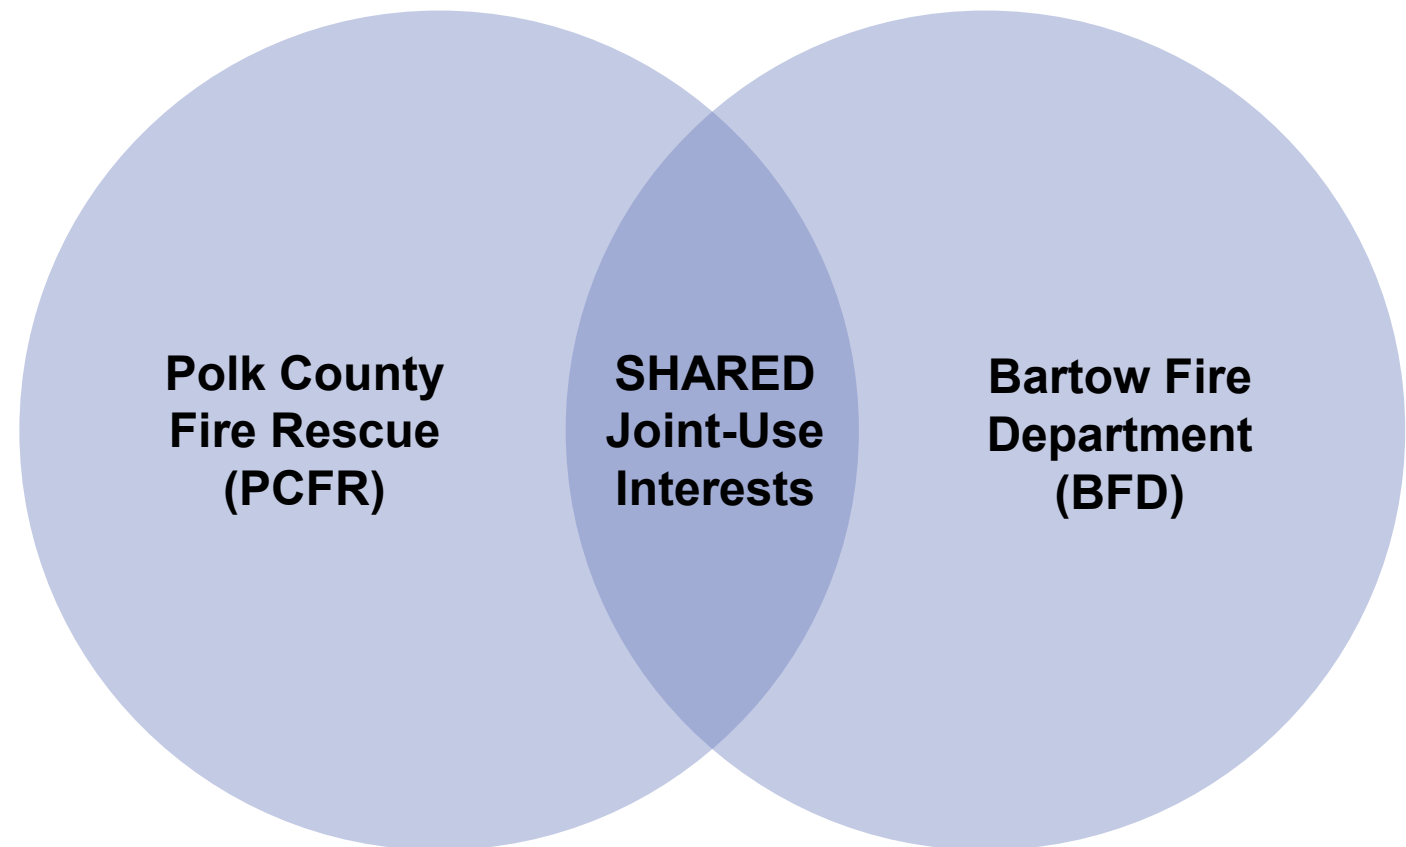 Polk County
Fire Rescue
(PCFR)
SHARED
Joint-Use
Interests
Bartow Fire
Department
(BFD)